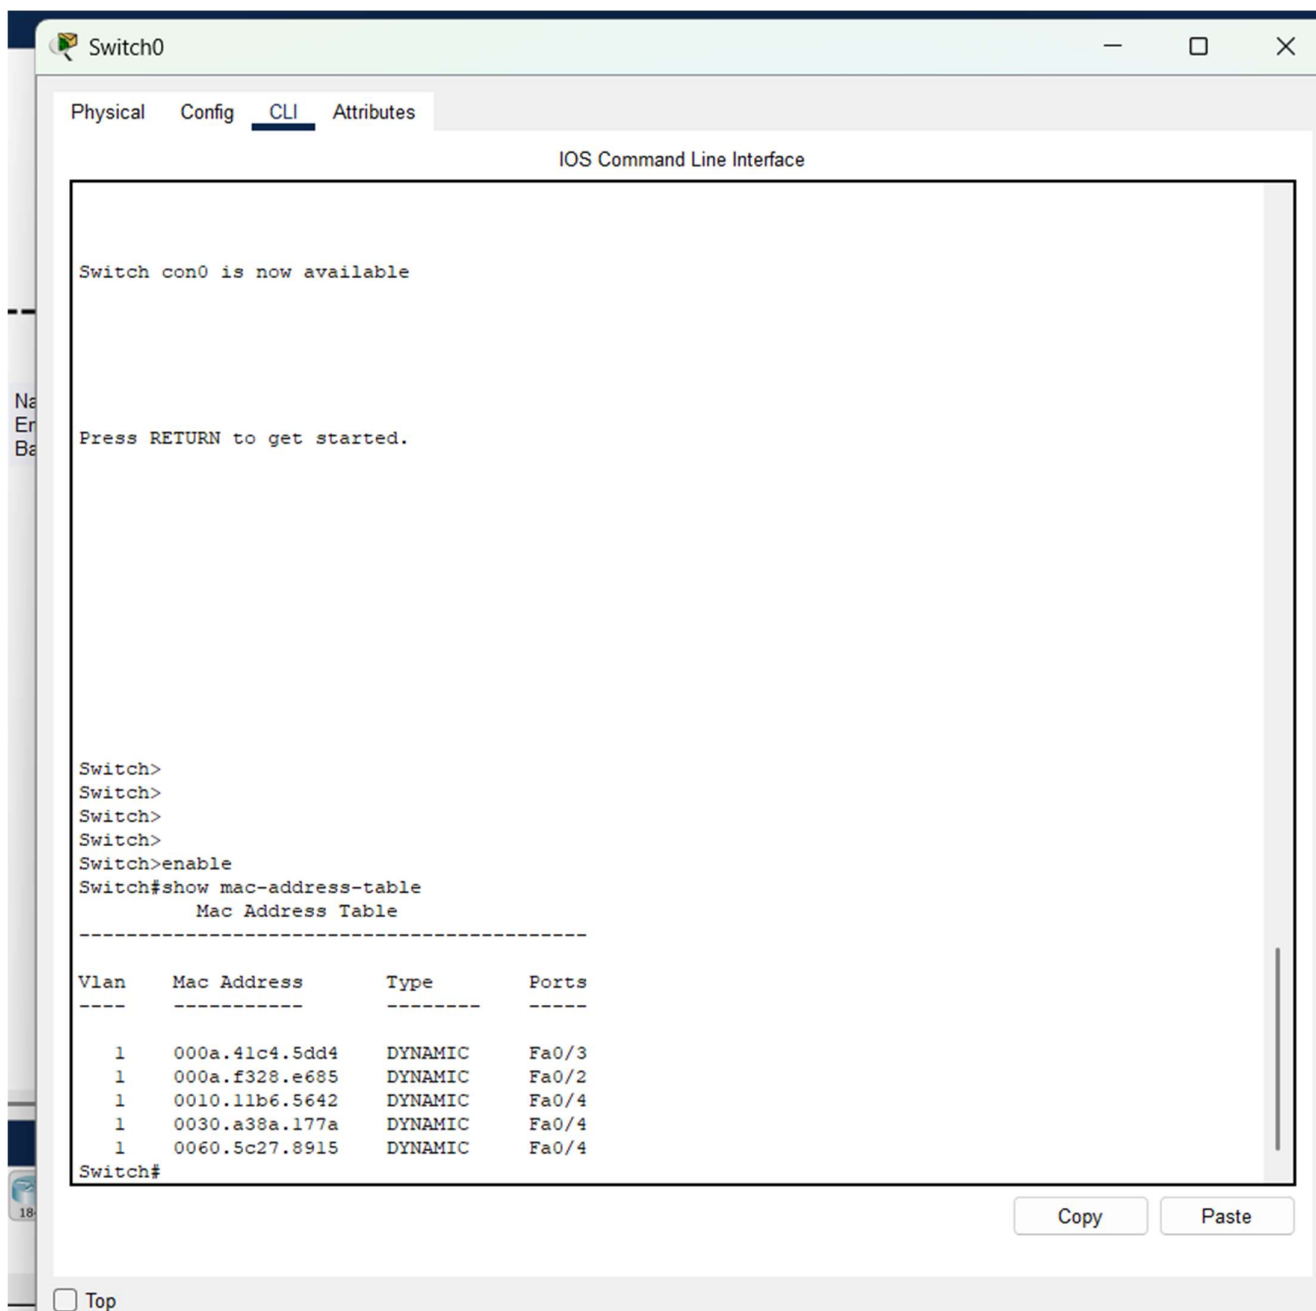 Switch0
Physical Config CLI Attributes
IOS Command Line Interface
Switch con0 is now available
Press RETURN to get started.
Na
Er
Ba
Switch>
Switch>
Switch>
Switch>
Switch>enable
Switch#show mac-address-table
Mac Address Table
-------------------------------------------
Vlan    Mac Address       Type        Ports
----    -----------       --------    -----
1    000a.41c4.5dd4    DYNAMIC     Fa0/3
1    000a.f328.e685    DYNAMIC     Fa0/2
1    0010.11b6.5642    DYNAMIC     Fa0/4
1    0030.a38a.177a    DYNAMIC     Fa0/4
1    0060.5c27.8915    DYNAMIC     Fa0/4
Switch#
18
Copy Paste
Top